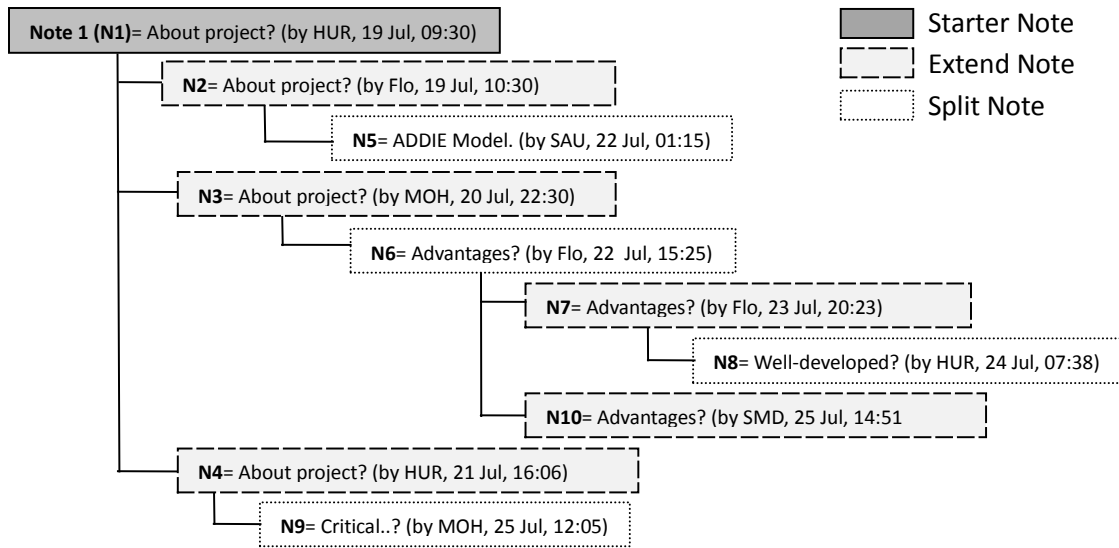 Note 1 (N1)= About project? (by HUR, 19 Jul, 09:30)
Starter Note
Extend Note
Split Note
N2= About project? (by Flo, 19 Jul, 10:30)
N5= ADDIE Model. (by SAU, 22 Jul, 01:15)
N3= About project? (by MOH, 20 Jul, 22:30)
N6= Advantages? (by Flo, 22 Jul, 15:25)
N7= Advantages? (by Flo, 23 Jul, 20:23)
N8= Well-developed? (by HUR, 24 Jul, 07:38)
N10= Advantages? (by SMD, 25 Jul, 14:51
N4= About project? (by HUR, 21 Jul, 16:06)
N9= Critical..? (by MOH, 25 Jul, 12:05)